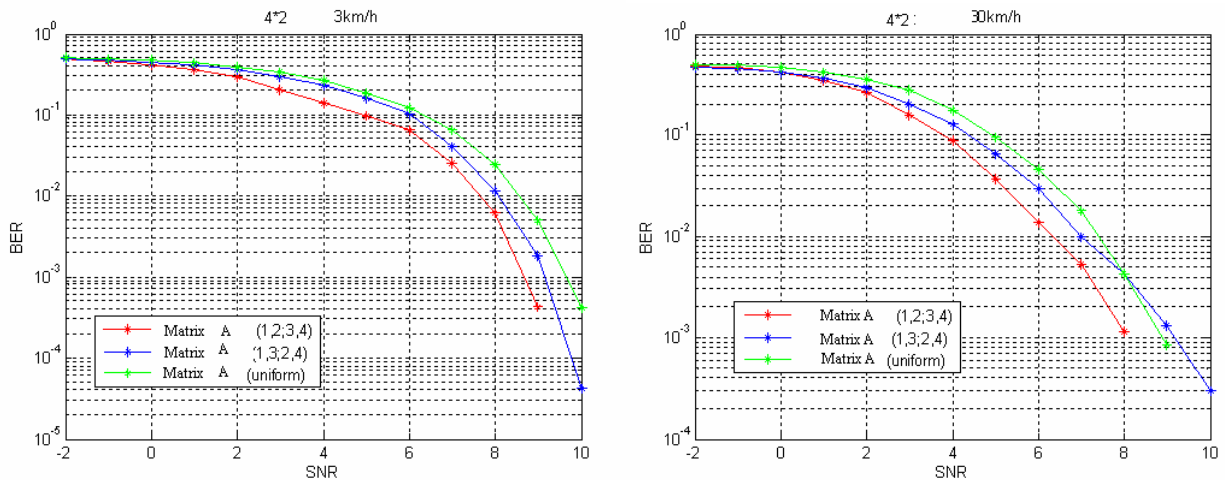 4*2 3km/h
10^0
10^-1
10^-2
10^-3
10^-4
10^-5
BER
-2 0 2 4 6 8 10
SNR
Matrix A (1,2;3,4)
Matrix A (1,3;2,4)
Matrix A (uniform)
4*2: 30km/h
10^0
10^-1
10^-2
10^-3
10^-4
BER
-2 0 2 4 6 8 10
SNR
Matrix A (1,2;3,4)
Matrix A (1,3;2,4)
Matrix A (uniform)